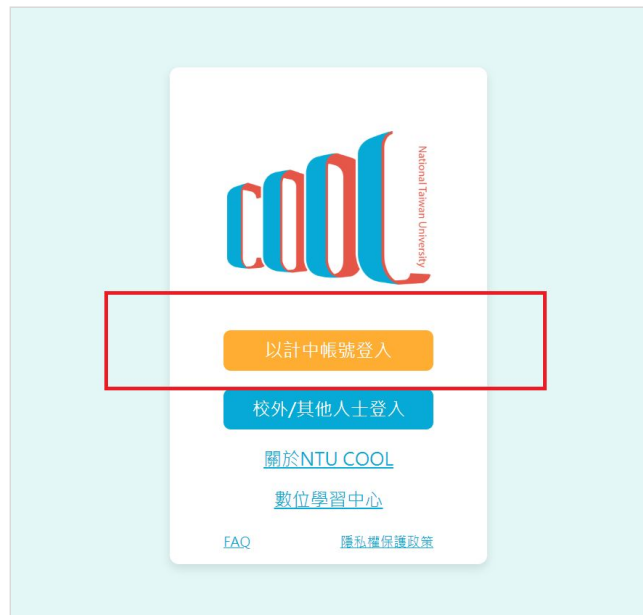 COOL
National Taiwan University
以計中帳號登入
校外/其他人士登入
關於NTU COOL
數位學習中心
FAQ
隱私權保護政策